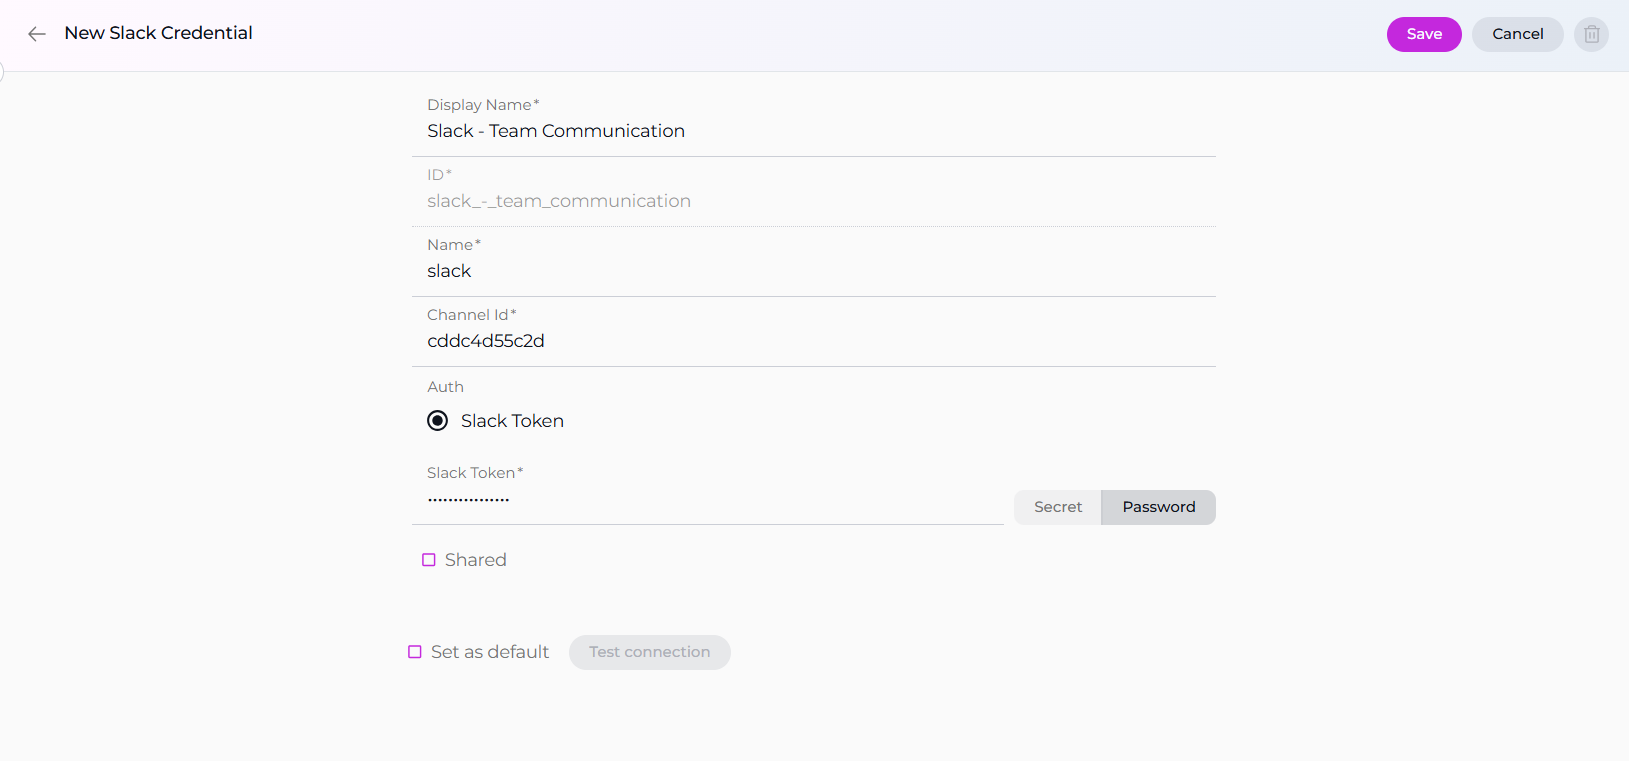 New Slack Credential
Save
Cancel
Display Name*
Slack - Team Communication
ID*
slack_-_team_communication
Name*
slack
Channel Id*
cddc4d55c2d
Auth
Slack Token
Slack Token*
••••••••••••••••
Secret
Password
Shared
Set as default
Test connection